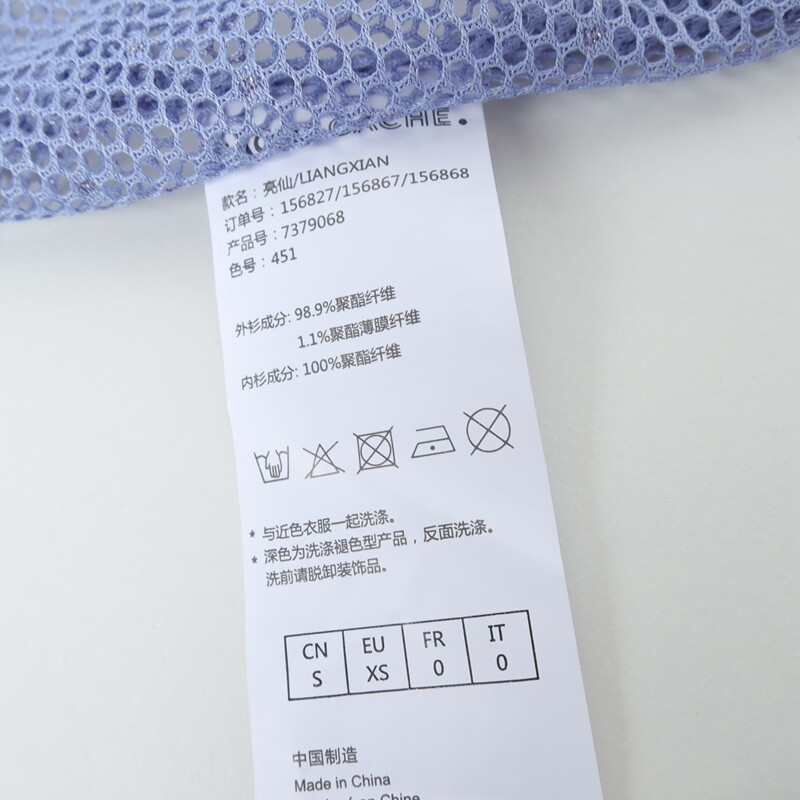 款名：亮仙/LIANGXIAN
订单号：156827/156867/156868
产品号：7379068
色号：451
外衫成分: 98.9%聚酯纤维
1.1%聚酯薄膜纤维
内杉成分: 100%聚酯纤维
* 与近色衣服一起洗涤。
* 深色为洗涤褪色型产品，反面洗涤。
洗前请脱卸装饰品。
CN EU FR IT
S XS 0 0
中国制造
Made in China